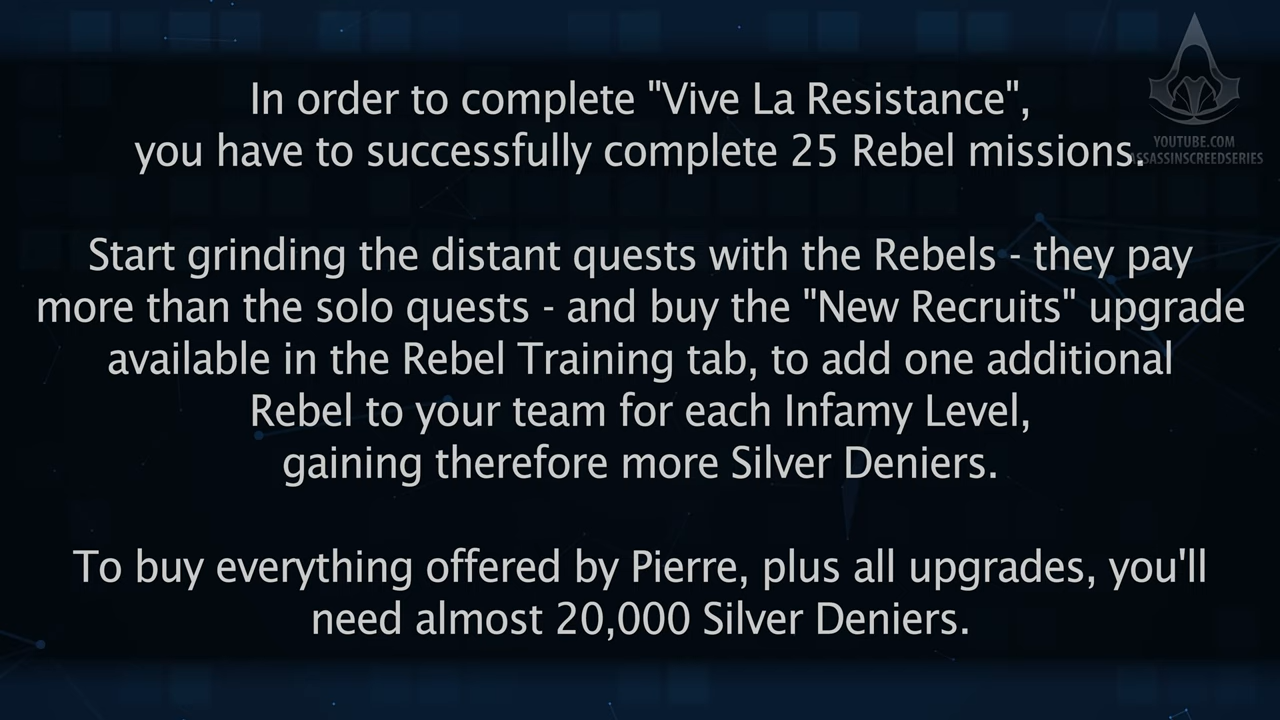 In order to complete "Vive La Resistance",
you have to successfully complete 25 Rebel missions.
YOUTUBE.COM
ASSASSINSCREEDSERIES
Start grinding the distant quests with the Rebels - they pay
more than the solo quests - and buy the "New Recruits" upgrade
available in the Rebel Training tab, to add one additional
Rebel to your team for each Infamy Level,
gaining therefore more Silver Deniers.
To buy everything offered by Pierre, plus all upgrades, you'll
need almost 20,000 Silver Deniers.